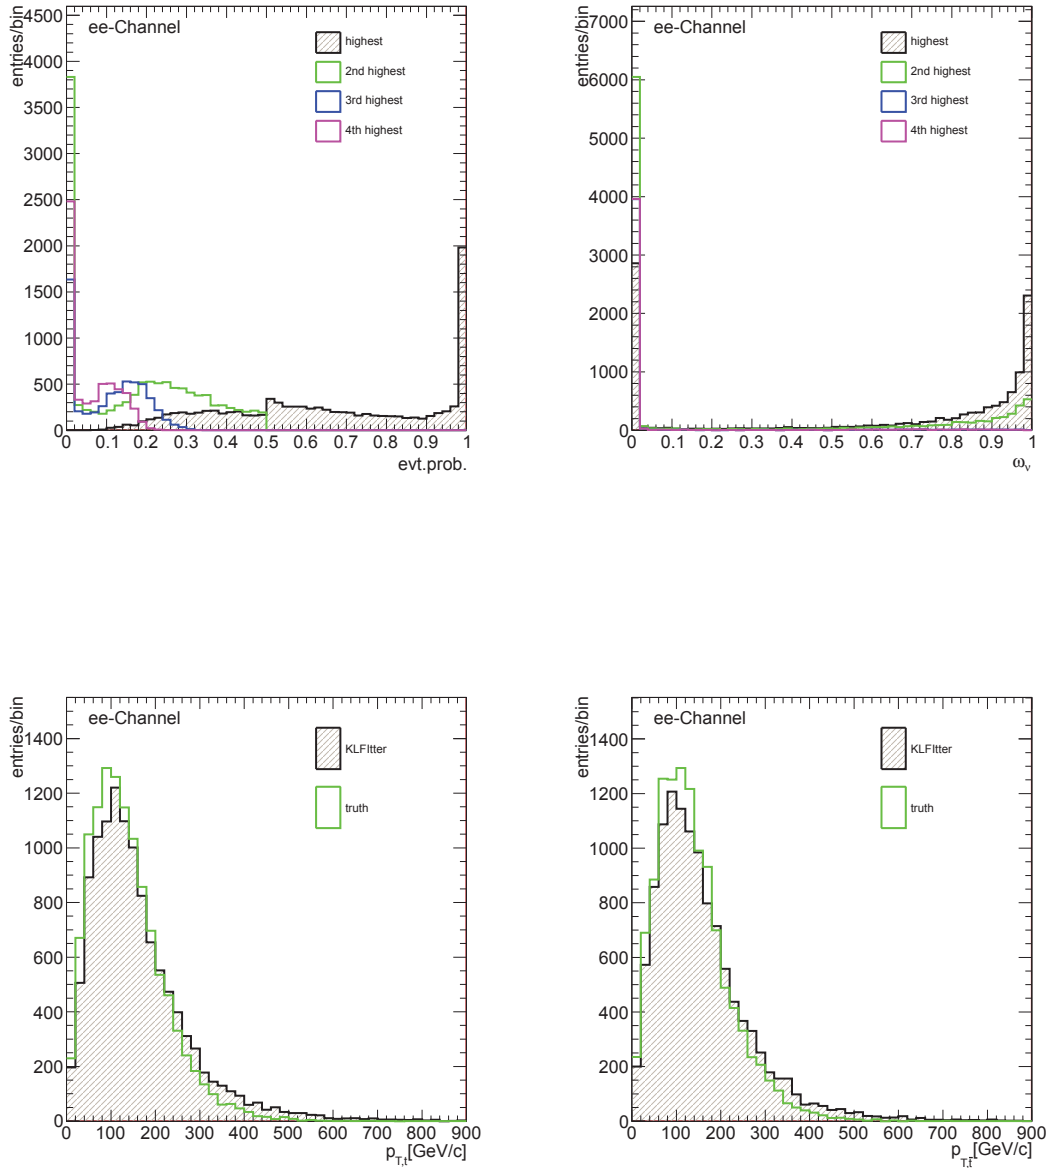 entries/bin
4500
4000
3500
3000
2500
2000
1500
1000
500
0
ee-Channel
highest
2nd highest
3rd highest
4th highest
0 0.1 0.2 0.3 0.4 0.5 0.6 0.7 0.8 0.9 1
evt.prob.
entries/bin
7000
6000
5000
4000
3000
2000
1000
0
ee-Channel
highest
2nd highest
3rd highest
4th highest
0 0.1 0.2 0.3 0.4 0.5 0.6 0.7 0.8 0.9 1
ω_ν
entries/bin
1400
1200
1000
800
600
400
200
0
ee-Channel
KLFItter
truth
0 100 200 300 400 500 600 700 800 900
p_T,t[GeV/c]
entries/bin
1400
1200
1000
800
600
400
200
0
ee-Channel
KLFItter
truth
0 100 200 300 400 500 600 700 800 900
p_T,t̄[GeV/c]